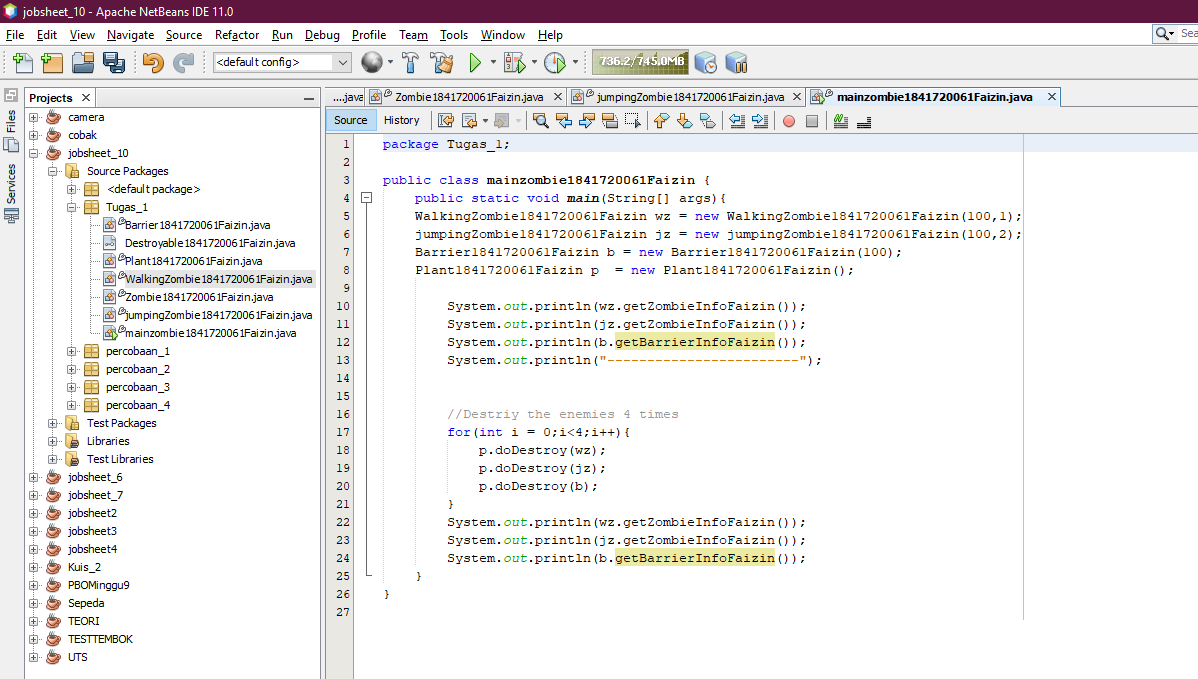 jobsheet_10 - Apache NetBeans IDE 11.0
File Edit View Navigate Source Refactor Run Debug Profile Team Tools Window Help
Sea
<default config>
736.2/745.0MB
Files
Services
Projects
camera
cobak
jobsheet_10
Source Packages
<default package>
Tugas_1
Barrier1841720061Faizin.java
Destroyable1841720061Faizin.java
Plant1841720061Faizin.java
WalkingZombie1841720061Faizin.java
Zombie1841720061Faizin.java
jumpingZombie1841720061Faizin.java
mainzombie1841720061Faizin.java
percobaan_1
percobaan_2
percobaan_3
percobaan_4
Test Packages
Libraries
Test Libraries
jobsheet_6
jobsheet_7
jobsheet2
jobsheet3
jobsheet4
Kuis_2
PBOMinggu9
Sepeda
TEORI
TESTTEMBOK
UTS
....java Zombie1841720061Faizin.java jumpingZombie1841720061Faizin.java mainzombie1841720061Faizin.java
Source History
1 package Tugas_1;
2
3 public class mainzombie1841720061Faizin {
4 public static void main(String[] args){
5 WalkingZombie1841720061Faizin wz = new WalkingZombie1841720061Faizin(100,1);
6 jumpingZombie1841720061Faizin jz = new jumpingZombie1841720061Faizin(100,2);
7 Barrier1841720061Faizin b = new Barrier1841720061Faizin(100);
8 Plant1841720061Faizin p  = new Plant1841720061Faizin();
9
10 System.out.println(wz.getZombieInfoFaizin());
11 System.out.println(jz.getZombieInfoFaizin());
12 System.out.println(b.getBarrierInfoFaizin());
13 System.out.println("------------------------");
14
15
16 //Destriy the enemies 4 times
17 for(int i = 0;i<4;i++){
18 p.doDestroy(wz);
19 p.doDestroy(jz);
20 p.doDestroy(b);
21 }
22 System.out.println(wz.getZombieInfoFaizin());
23 System.out.println(jz.getZombieInfoFaizin());
24 System.out.println(b.getBarrierInfoFaizin());
25 }
26 }
27